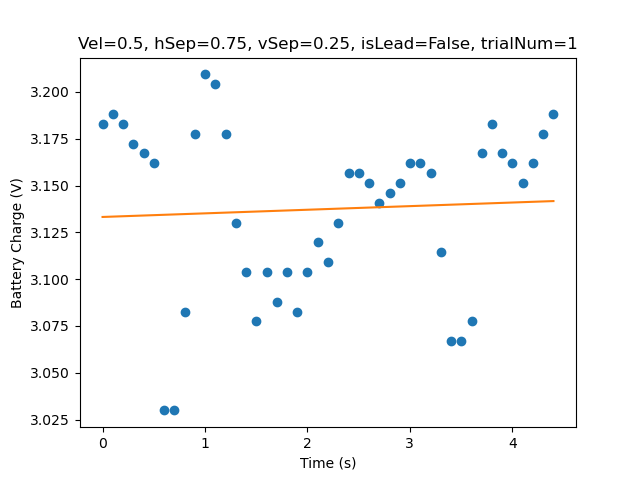 Vel=0.5, hSep=0.75, vSep=0.25, isLead=False, trialNum=1
3.200
3.175
3.150
3.125
3.100
3.075
3.050
3.025
Battery Charge (V)
0 1 2 3 4
Time (s)